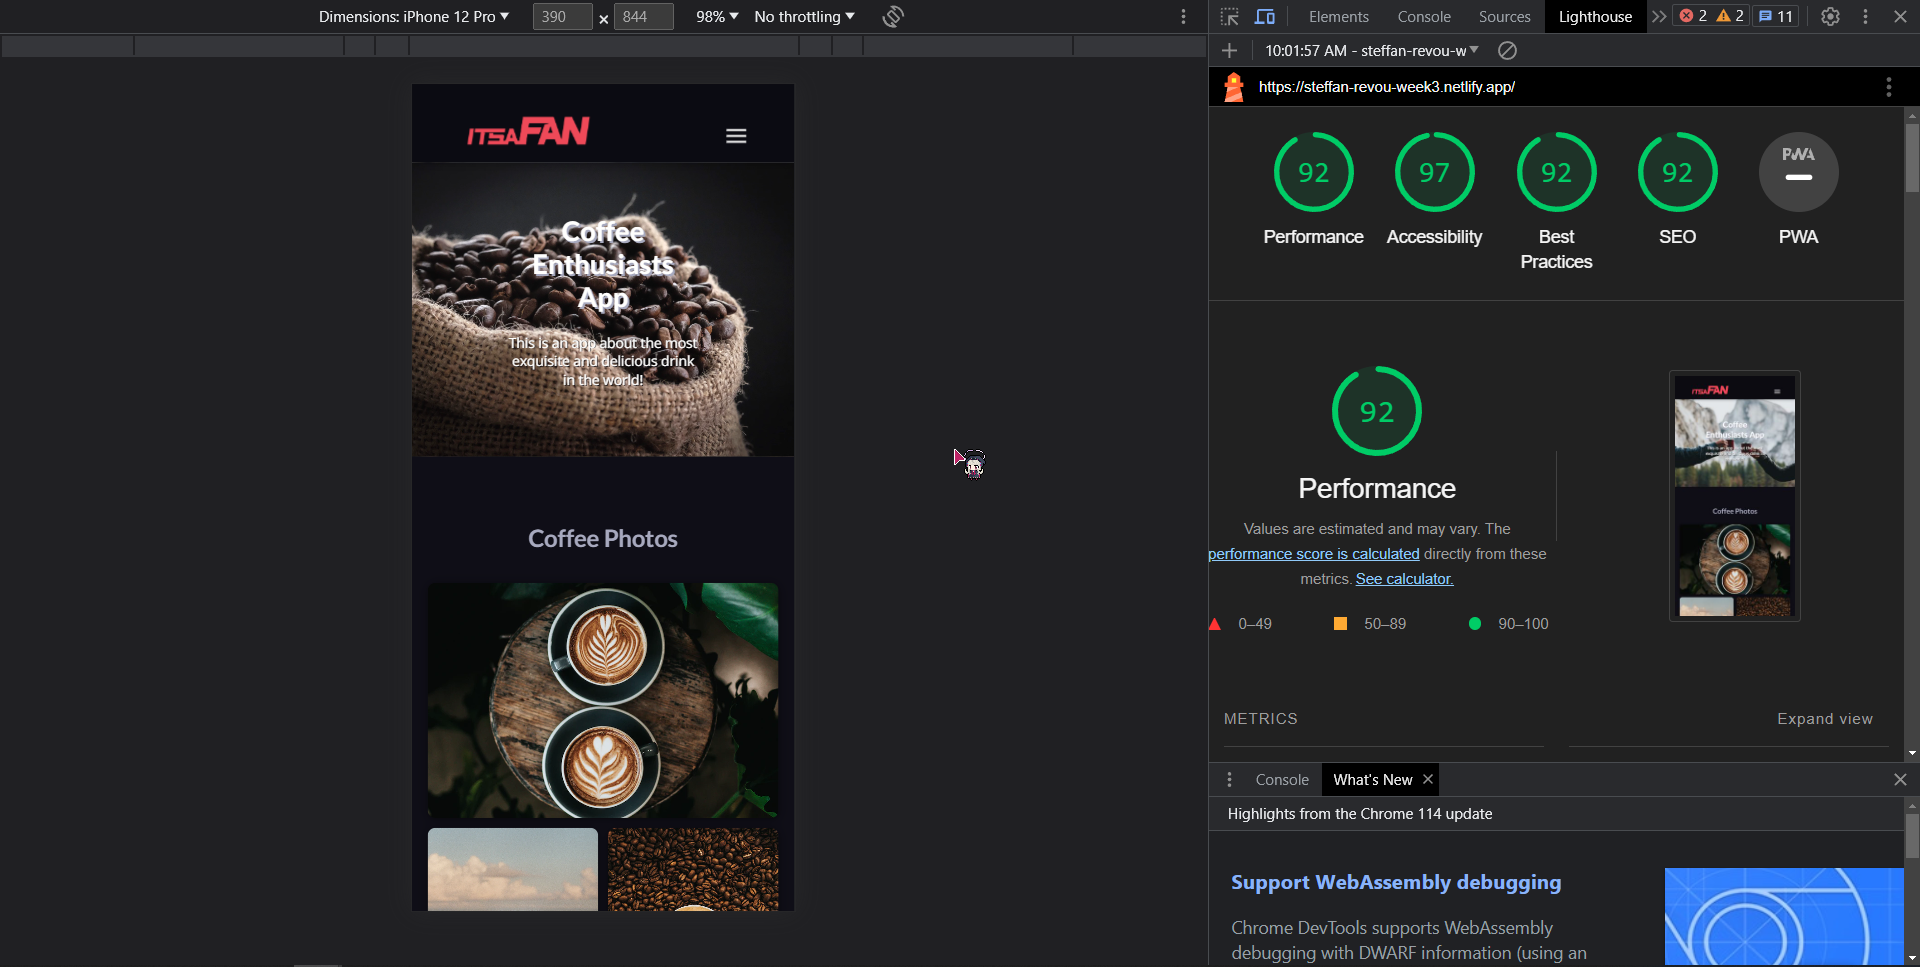 Dimensions: iPhone 12 Pro ▼ 390 × 844 98% ▼ No throttling ▼
Elements Console Sources Lighthouse 2 2 11
10:01:57 AM - steffan-revou-w ▼
https://steffan-revou-week3.netlify.app/
92 97 92 92 PWA
Performance Accessibility Best Practices SEO PWA
92
Performance
Values are estimated and may vary. The
performance score is calculated directly from these
metrics. See calculator.
0–49 50–89 90–100
METRICS Expand view
Console What's New
Highlights from the Chrome 114 update
Support WebAssembly debugging
Chrome DevTools supports WebAssembly
debugging with DWARF information (using an
ITSAFAN
Coffee
Enthusiasts
App
This is an app about the most
exquisite and delicious drink
in the world!
Coffee Photos
ITSAFAN
Coffee
Enthusiasts App
Coffee Photos